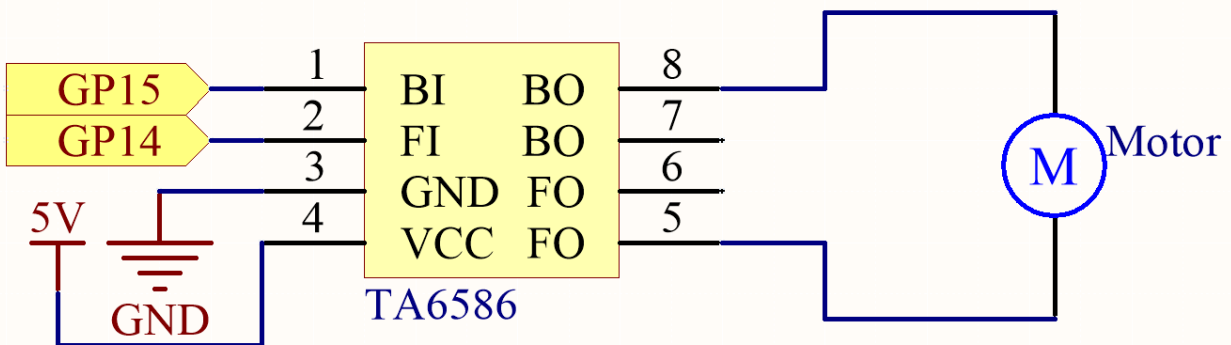 GP15
GP14
5V
GND
1
2
3
4
BI
FI
GND
VCC
BO
BO
FO
FO
8
7
6
5
TA6586
M
Motor